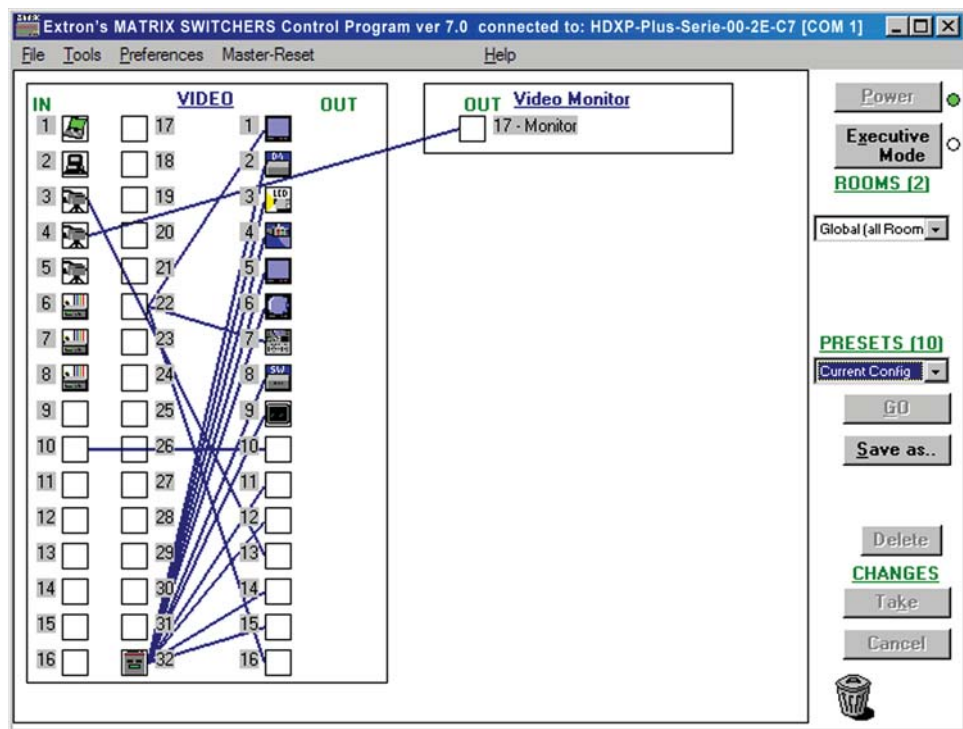 Extron's MATRIX SWITCHERS Control Program ver 7.0 connected to: HDXP-Plus-Serie-00-2E-C7 [COM 1]
File Tools Preferences Master-Reset Help
IN VIDEO OUT
1 17 1
2 18 2
3 19 3
4 20 4
5 21 5
6 22 6
7 23 7
8 24 8
9 25 9
10 26 10
11 27 11
12 28 12
13 29 13
14 30 14
15 31 15
16 32 16
DA
LCD
SW
OUT Video Monitor
17 - Monitor
Power
Executive
Mode
ROOMS (2)
Global (all Room
PRESETS (10)
Current Config
GO
Save as..
Delete
CHANGES
Take
Cancel